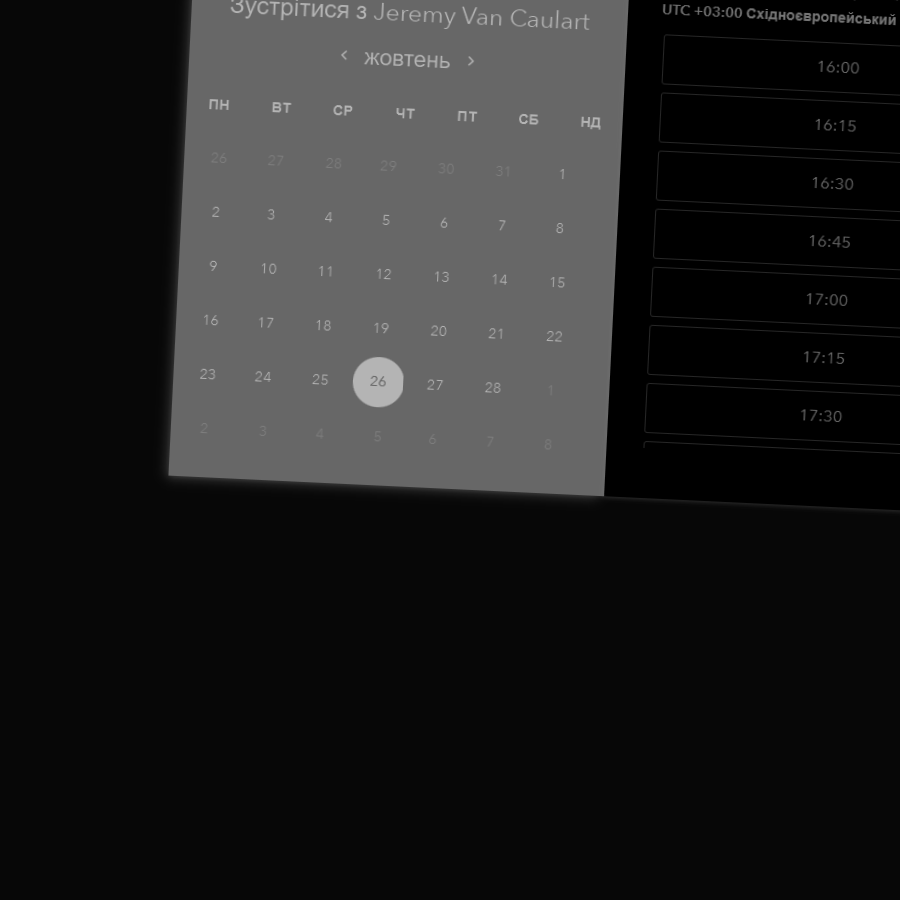 Зустрітися з Jeremy Van Caulart
жовтень
ПН ВТ СР ЧТ ПТ СБ НД
26 27 28 29 30 31 1
2 3 4 5 6 7 8
9 10 11 12 13 14 15
16 17 18 19 20 21 22
23 24 25 26 27 28 1
2 3 4 5 6 7 8
UTC +03:00 Східноєвропейський
16:00
16:15
16:30
16:45
17:00
17:15
17:30